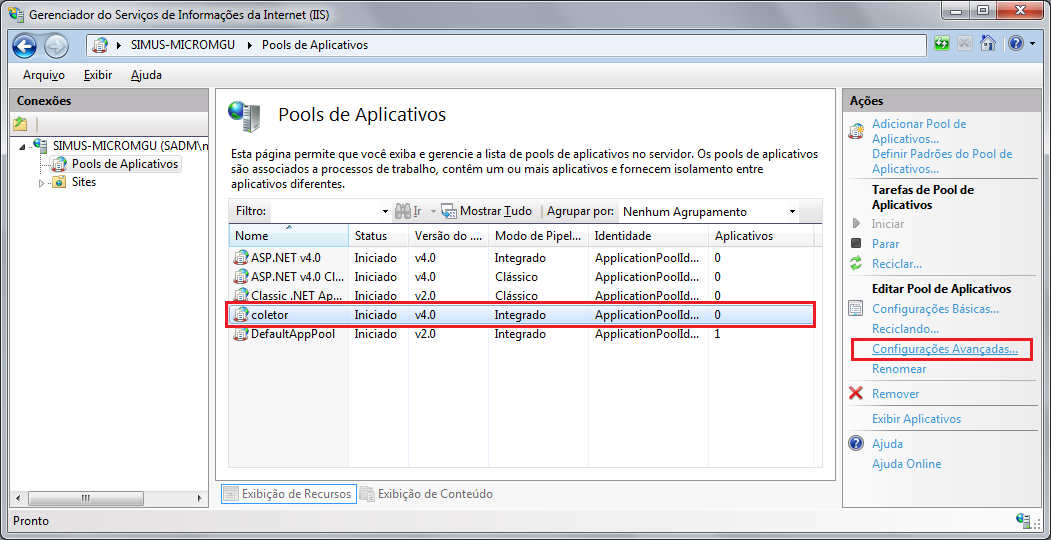 Gerenciador do Serviços de Informações da Internet (IIS)
SIMUS-MICROMGU
Pools de Aplicativos
Arquivo Exibir Ajuda
Conexões
SIMUS-MICROMGU (SADM\n
Pools de Aplicativos
Sites
Pools de Aplicativos
Esta página permite que você exiba e gerencie a lista de pools de aplicativos no servidor. Os pools de aplicativos
são associados a processos de trabalho, contêm um ou mais aplicativos e fornecem isolamento entre
aplicativos diferentes.
Filtro: Ir Mostrar Tudo Agrupar por: Nenhum Agrupamento
Nome Status Versão do .... Modo de Pipel... Identidade Aplicativos
ASP.NET v4.0 Iniciado v4.0 Integrado ApplicationPoolId... 0
ASP.NET v4.0 Cl... Iniciado v4.0 Clássico ApplicationPoolId... 0
Classic .NET Ap... Iniciado v2.0 Clássico ApplicationPoolId... 0
coletor Iniciado v4.0 Integrado ApplicationPoolId... 0
DefaultAppPool Iniciado v2.0 Integrado ApplicationPoolId... 1
Exibição de Recursos Exibição de Conteúdo
Ações
Adicionar Pool de
Aplicativos...
Definir Padrões do Pool de
Aplicativos...
Tarefas de Pool de
Aplicativos
Iniciar
Parar
Reciclar...
Editar Pool de Aplicativos
Configurações Básicas...
Reciclando...
Configurações Avançadas...
Renomear
Remover
Exibir Aplicativos
Ajuda
Ajuda Online
Pronto